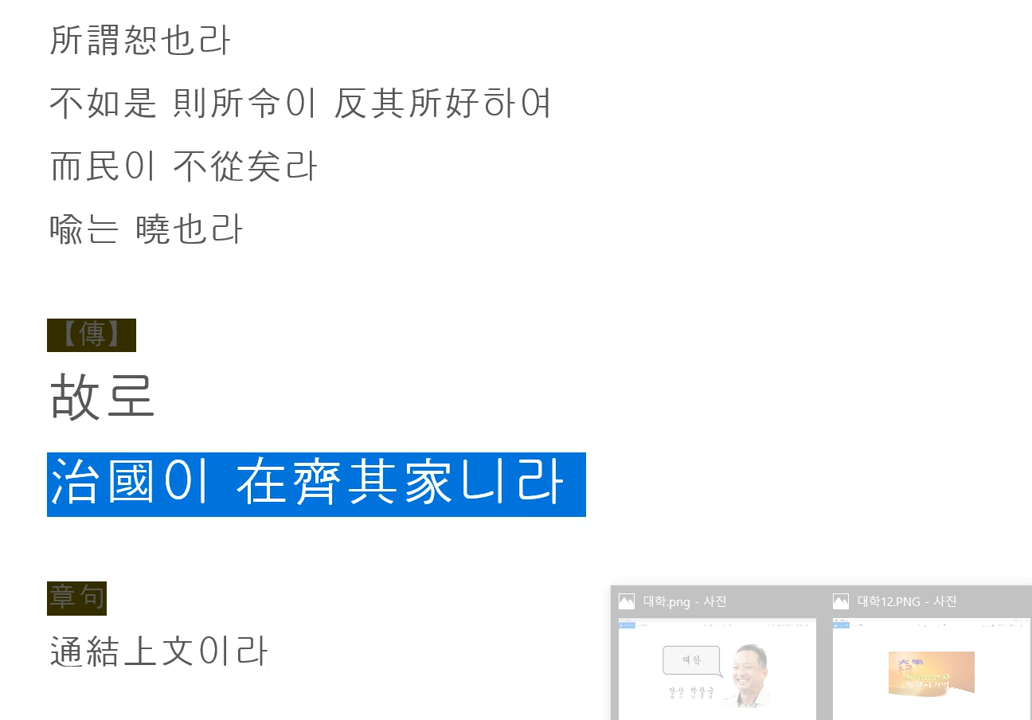 所謂恕也라
不如是 則所令이 反其所好하여
而民이 不從矣라
喩는 曉也라
【傳】
故로
治國이 在齊其家니라
章句
通結上文이라
대학.png - 사진
대학12.PNG - 사진
대학